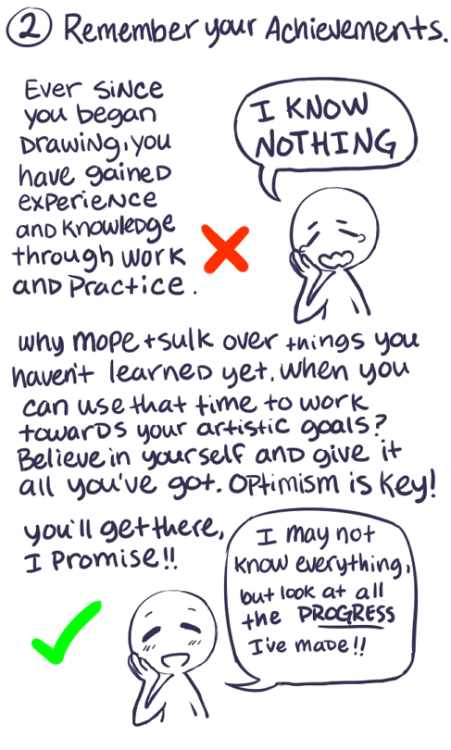 ② Remember your Achievements.
Ever since
you began
drawing, you
have gained
experience
and knowledge
through work
and practice.
I KNOW
NOTHING
why mope + sulk over things you
haven't learned yet, when you
can use that time to work
towards your artistic goals?
Believe in yourself and give it
all you've got. Optimism is key!
you'll get there,
I promise!!
I may not
know everything,
but look at all
the PROGRESS
I've made!!